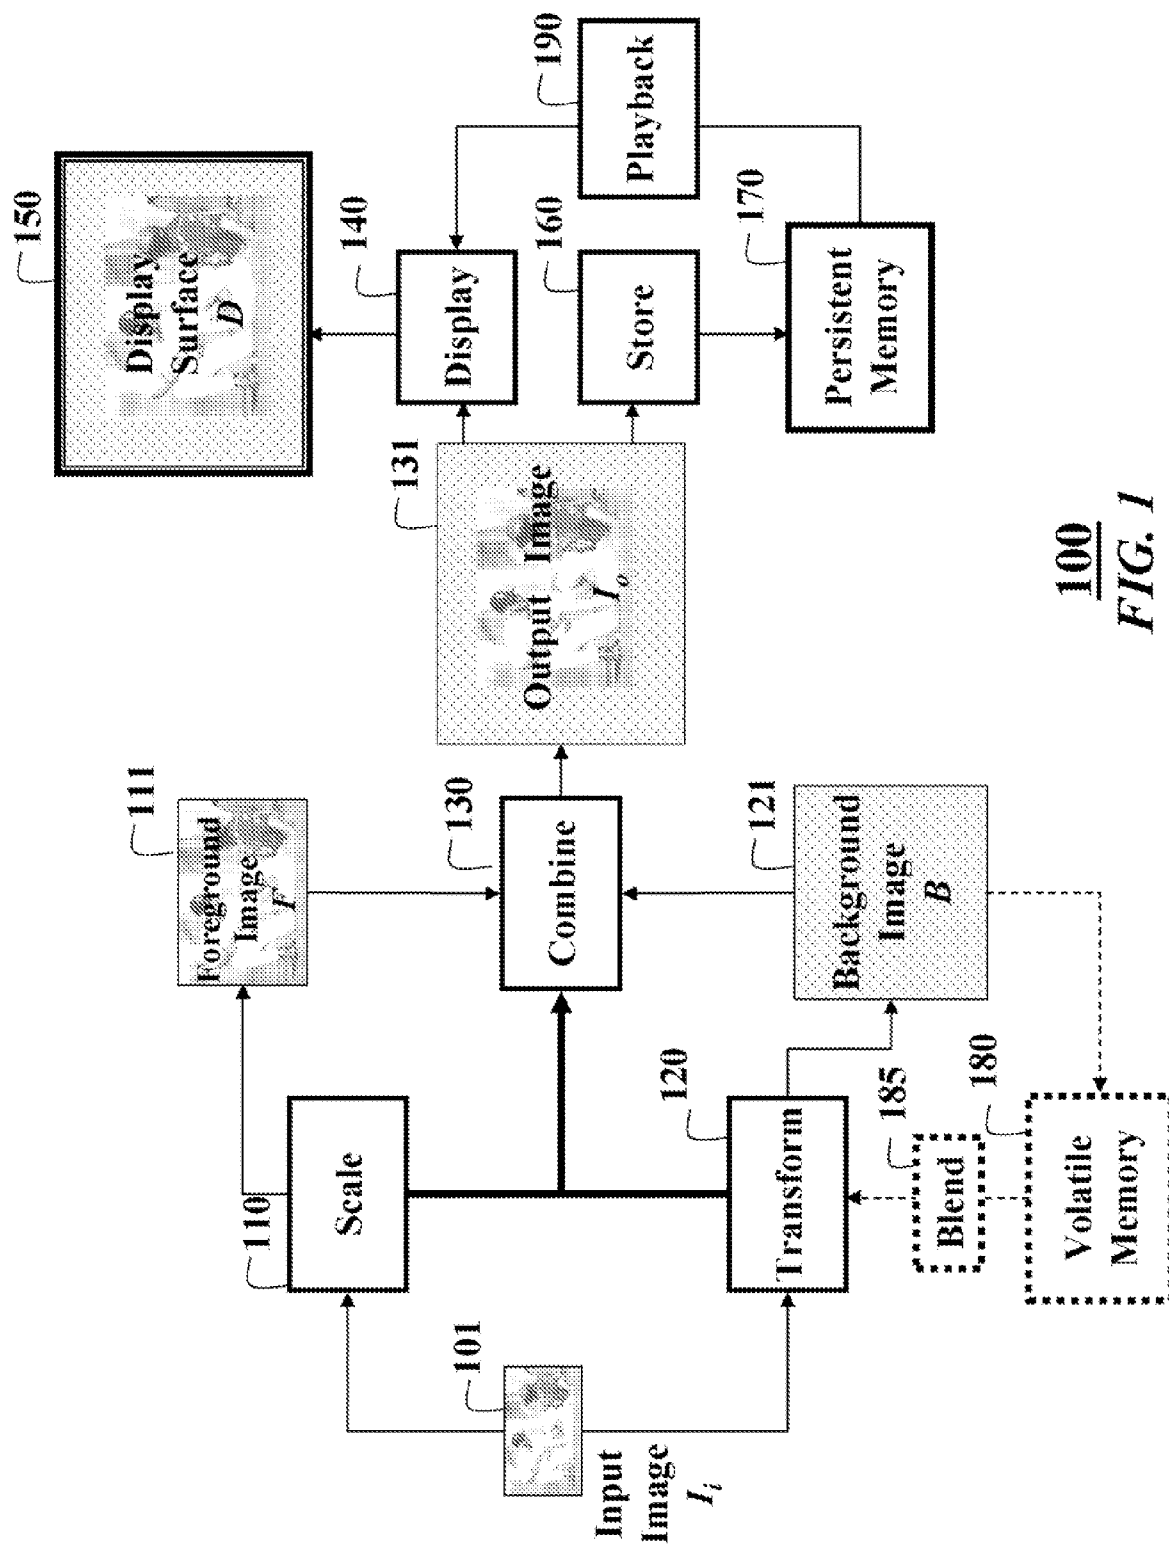 101
Input
Image
I_i
110
Scale
120
Transform
185
Blend
180
Volatile
Memory
111
Foreground
Image
F
130
Combine
121
Background
Image
B
131
Output Image
I_o
150
Display
Surface
D
140
Display
160
Store
170
Persistent
Memory
190
Playback
100
FIG. 1